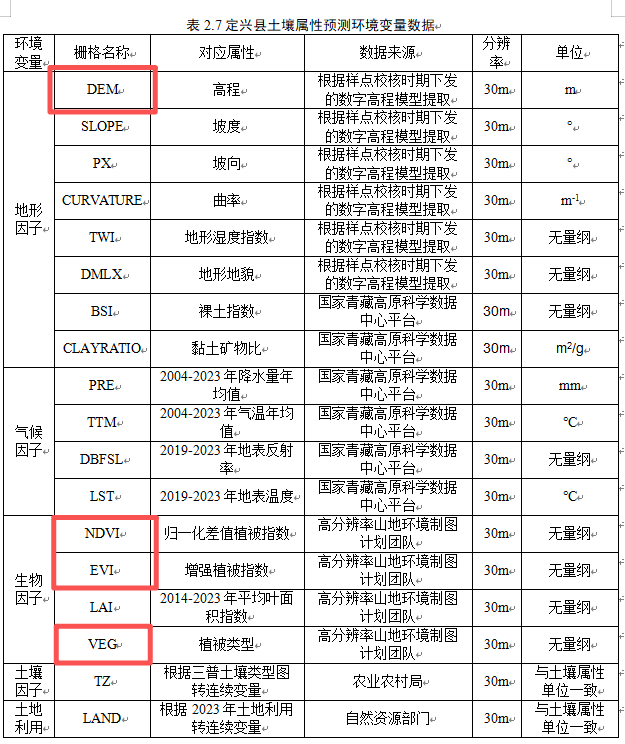 表 2.7 定兴县土壤属性预测环境变量数据
环境
变量
栅格名称
对应属性
数据来源
分辨
率
单位
地形
因子
DEM
高程
根据样点校核时期下发
的数字高程模型提取
30m
m
SLOPE
坡度
根据样点校核时期下发
的数字高程模型提取
30m
°
PX
坡向
根据样点校核时期下发
的数字高程模型提取
30m
°
CURVATURE
曲率
根据样点校核时期下发
的数字高程模型提取
30m
m-1
TWI
地形湿度指数
根据样点校核时期下发
的数字高程模型提取
30m
无量纲
DMLX
地形地貌
根据样点校核时期下发
的数字高程模型提取
30m
无量纲
BSI
裸土指数
国家青藏高原科学数据
中心平台
30m
无量纲
CLAYRATIO
黏土矿物比
国家青藏高原科学数据
中心平台
30m
m2/g
气候
因子
PRE
2004-2023 年降水量年
均值
国家青藏高原科学数据
中心平台
30m
mm
TTM
2004-2023 年气温年均
值
国家青藏高原科学数据
中心平台
30m
℃
DBFSL
2019-2023 年地表反射
率
国家青藏高原科学数据
中心平台
30m
无量纲
LST
2019-2023 年地表温度
国家青藏高原科学数据
中心平台
30m
℃
生物
因子
NDVI
归一化差值植被指数
高分辨率山地环境制图
计划团队
30m
无量纲
EVI
增强植被指数
高分辨率山地环境制图
计划团队
30m
无量纲
LAI
2014-2023 年平均叶面
积指数
高分辨率山地环境制图
计划团队
30m
无量纲
VEG
植被类型
高分辨率山地环境制图
计划团队
30m
无量纲
土壤
因子
TZ
根据三普土壤类型图
转连续变量
农业农村局
30m
与土壤属性
单位一致
土地
利用
LAND
根据 2023 年土地利用
转连续变量
自然资源部门
30m
与土壤属性
单位一致